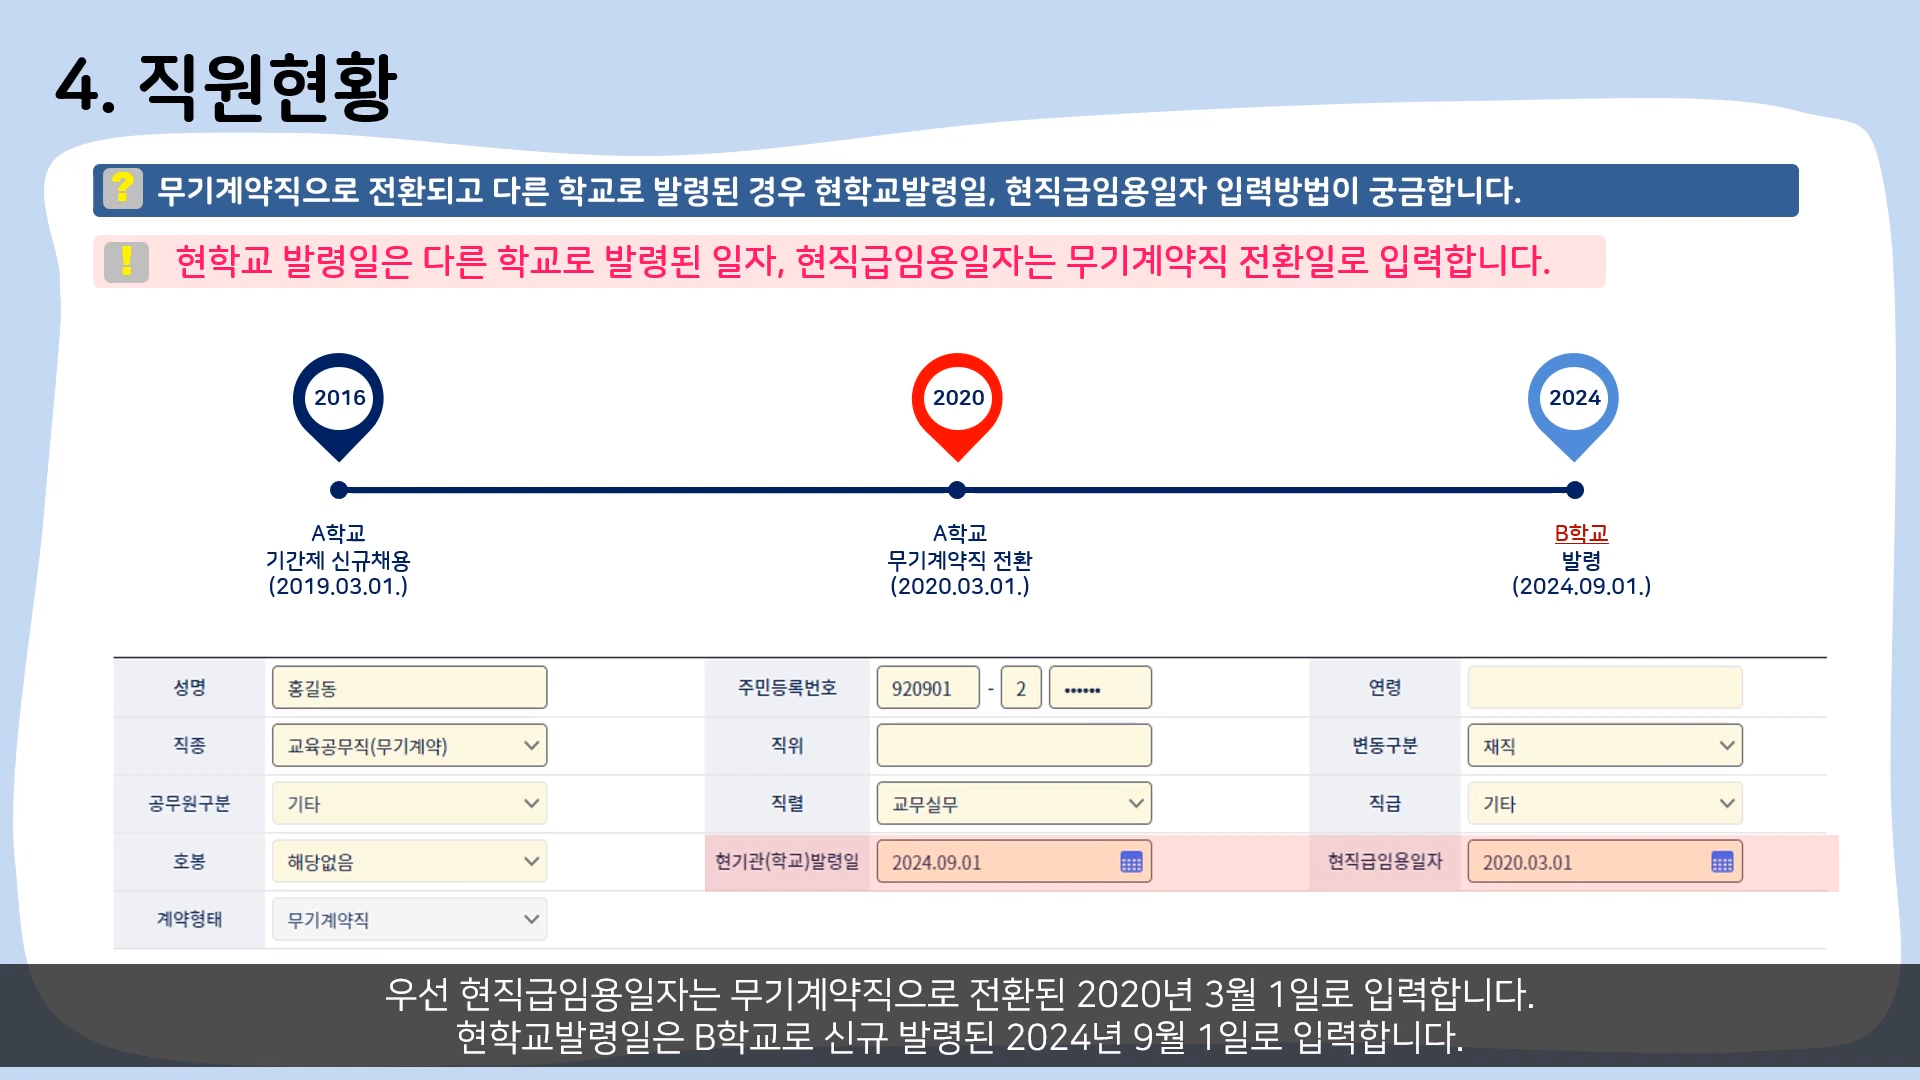 4. 직원현황
? 무기계약직으로 전환되고 다른 학교로 발령된 경우 현학교발령일, 현직급임용일자 입력방법이 궁금합니다.
! 현학교 발령일은 다른 학교로 발령된 일자, 현직급임용일자는 무기계약직 전환일로 입력합니다.
2016 2020 2024
A학교
기간제 신규채용
(2019.03.01.)
A학교
무기계약직 전환
(2020.03.01.)
B학교
발령
(2024.09.01.)
성명 홍길동 주민등록번호 920901 - 2 •••••• 연령
직종 교육공무직(무기계약) 직위 변동구분 재직
공무원구분 기타 직렬 교무실무 직급 기타
호봉 해당없음 현기관(학교)발령일 2024.09.01 현직급임용일자 2020.03.01
계약형태 무기계약직
우선 현직급임용일자는 무기계약직으로 전환된 2020년 3월 1일로 입력합니다.
현학교발령일은 B학교로 신규 발령된 2024년 9월 1일로 입력합니다.